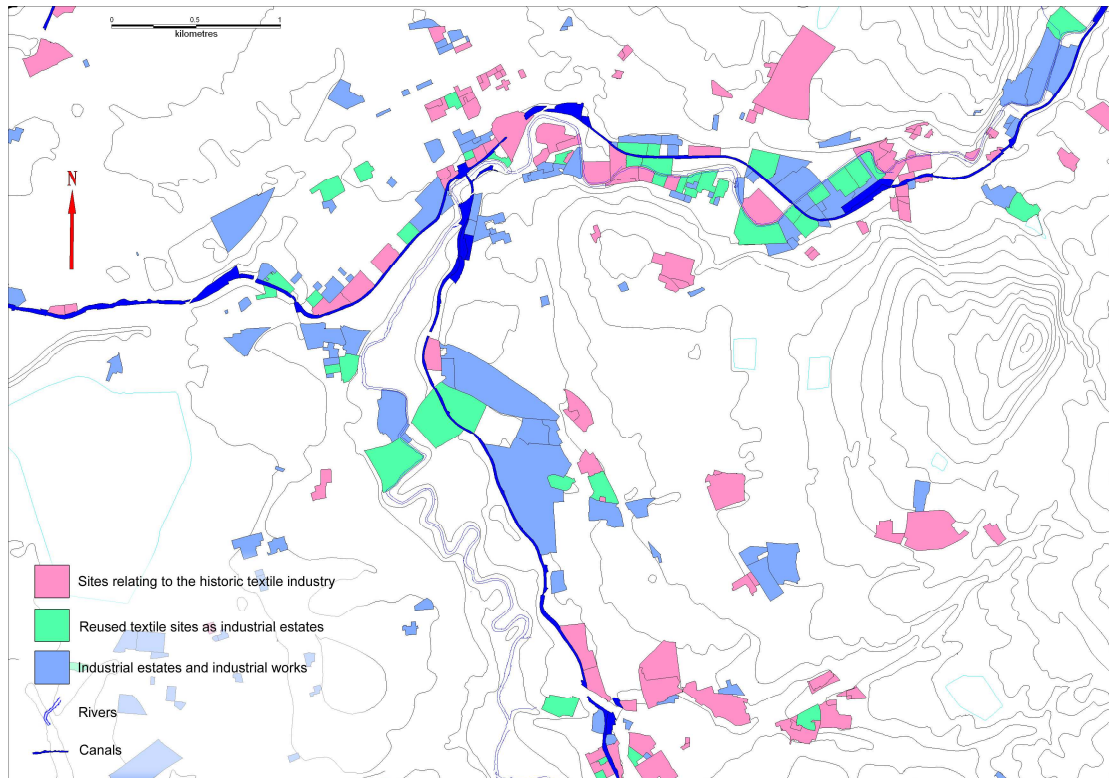 0 0.5 1
kilometres
N
Sites relating to the historic textile industry
Reused textile sites as industrial estates
Industrial estates and industrial works
Rivers
Canals